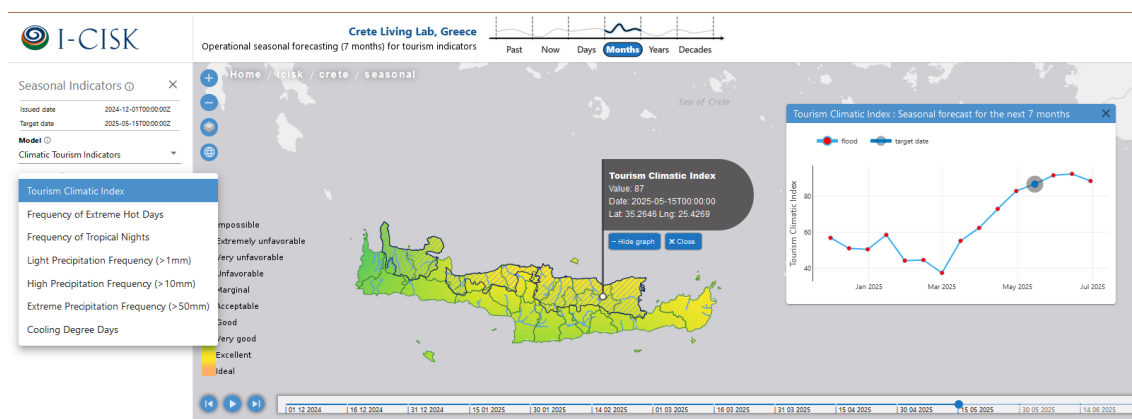 I-CISK
Crete Living Lab, Greece
Operational seasonal forecasting (7 months) for tourism indicators
Past Now Days Months Years Decades
Seasonal Indicators
Issued date 2024-12-01T00:00:00Z
Target date 2025-05-15T00:00:00Z
Model
Climatic Tourism Indicators
Tourism Climatic Index
Frequency of Extreme Hot Days
Frequency of Tropical Nights
Light Precipitation Frequency (>1mm)
High Precipitation Frequency (>10mm)
Extreme Precipitation Frequency (>50mm)
Cooling Degree Days
Home / icisk / crete / seasonal
Sea of Crete
Impossible
Extremely unfavorable
Very unfavorable
Unfavorable
Marginal
Acceptable
Good
Very good
Excellent
Ideal
Tourism Climatic Index
Value: 87
Date: 2025-05-15T00:00:00
Lat: 35.2646 Lng: 25.4269
− Hide graph × Close
Tourism Climatic Index : Seasonal forecast for the next 7 months
flood target date
Tourism Climatic Index
80
60
40
Jan 2025 Mar 2025 May 2025 Jul 2025
01 12 2024 16 12 2024 31 12 2024 15 01 2025 30 01 2025 14 02 2025 01 03 2025 16 03 2025 31 03 2025 15 04 2025 30 04 2025 15 05 2025 30 05 2025 14 06 2025